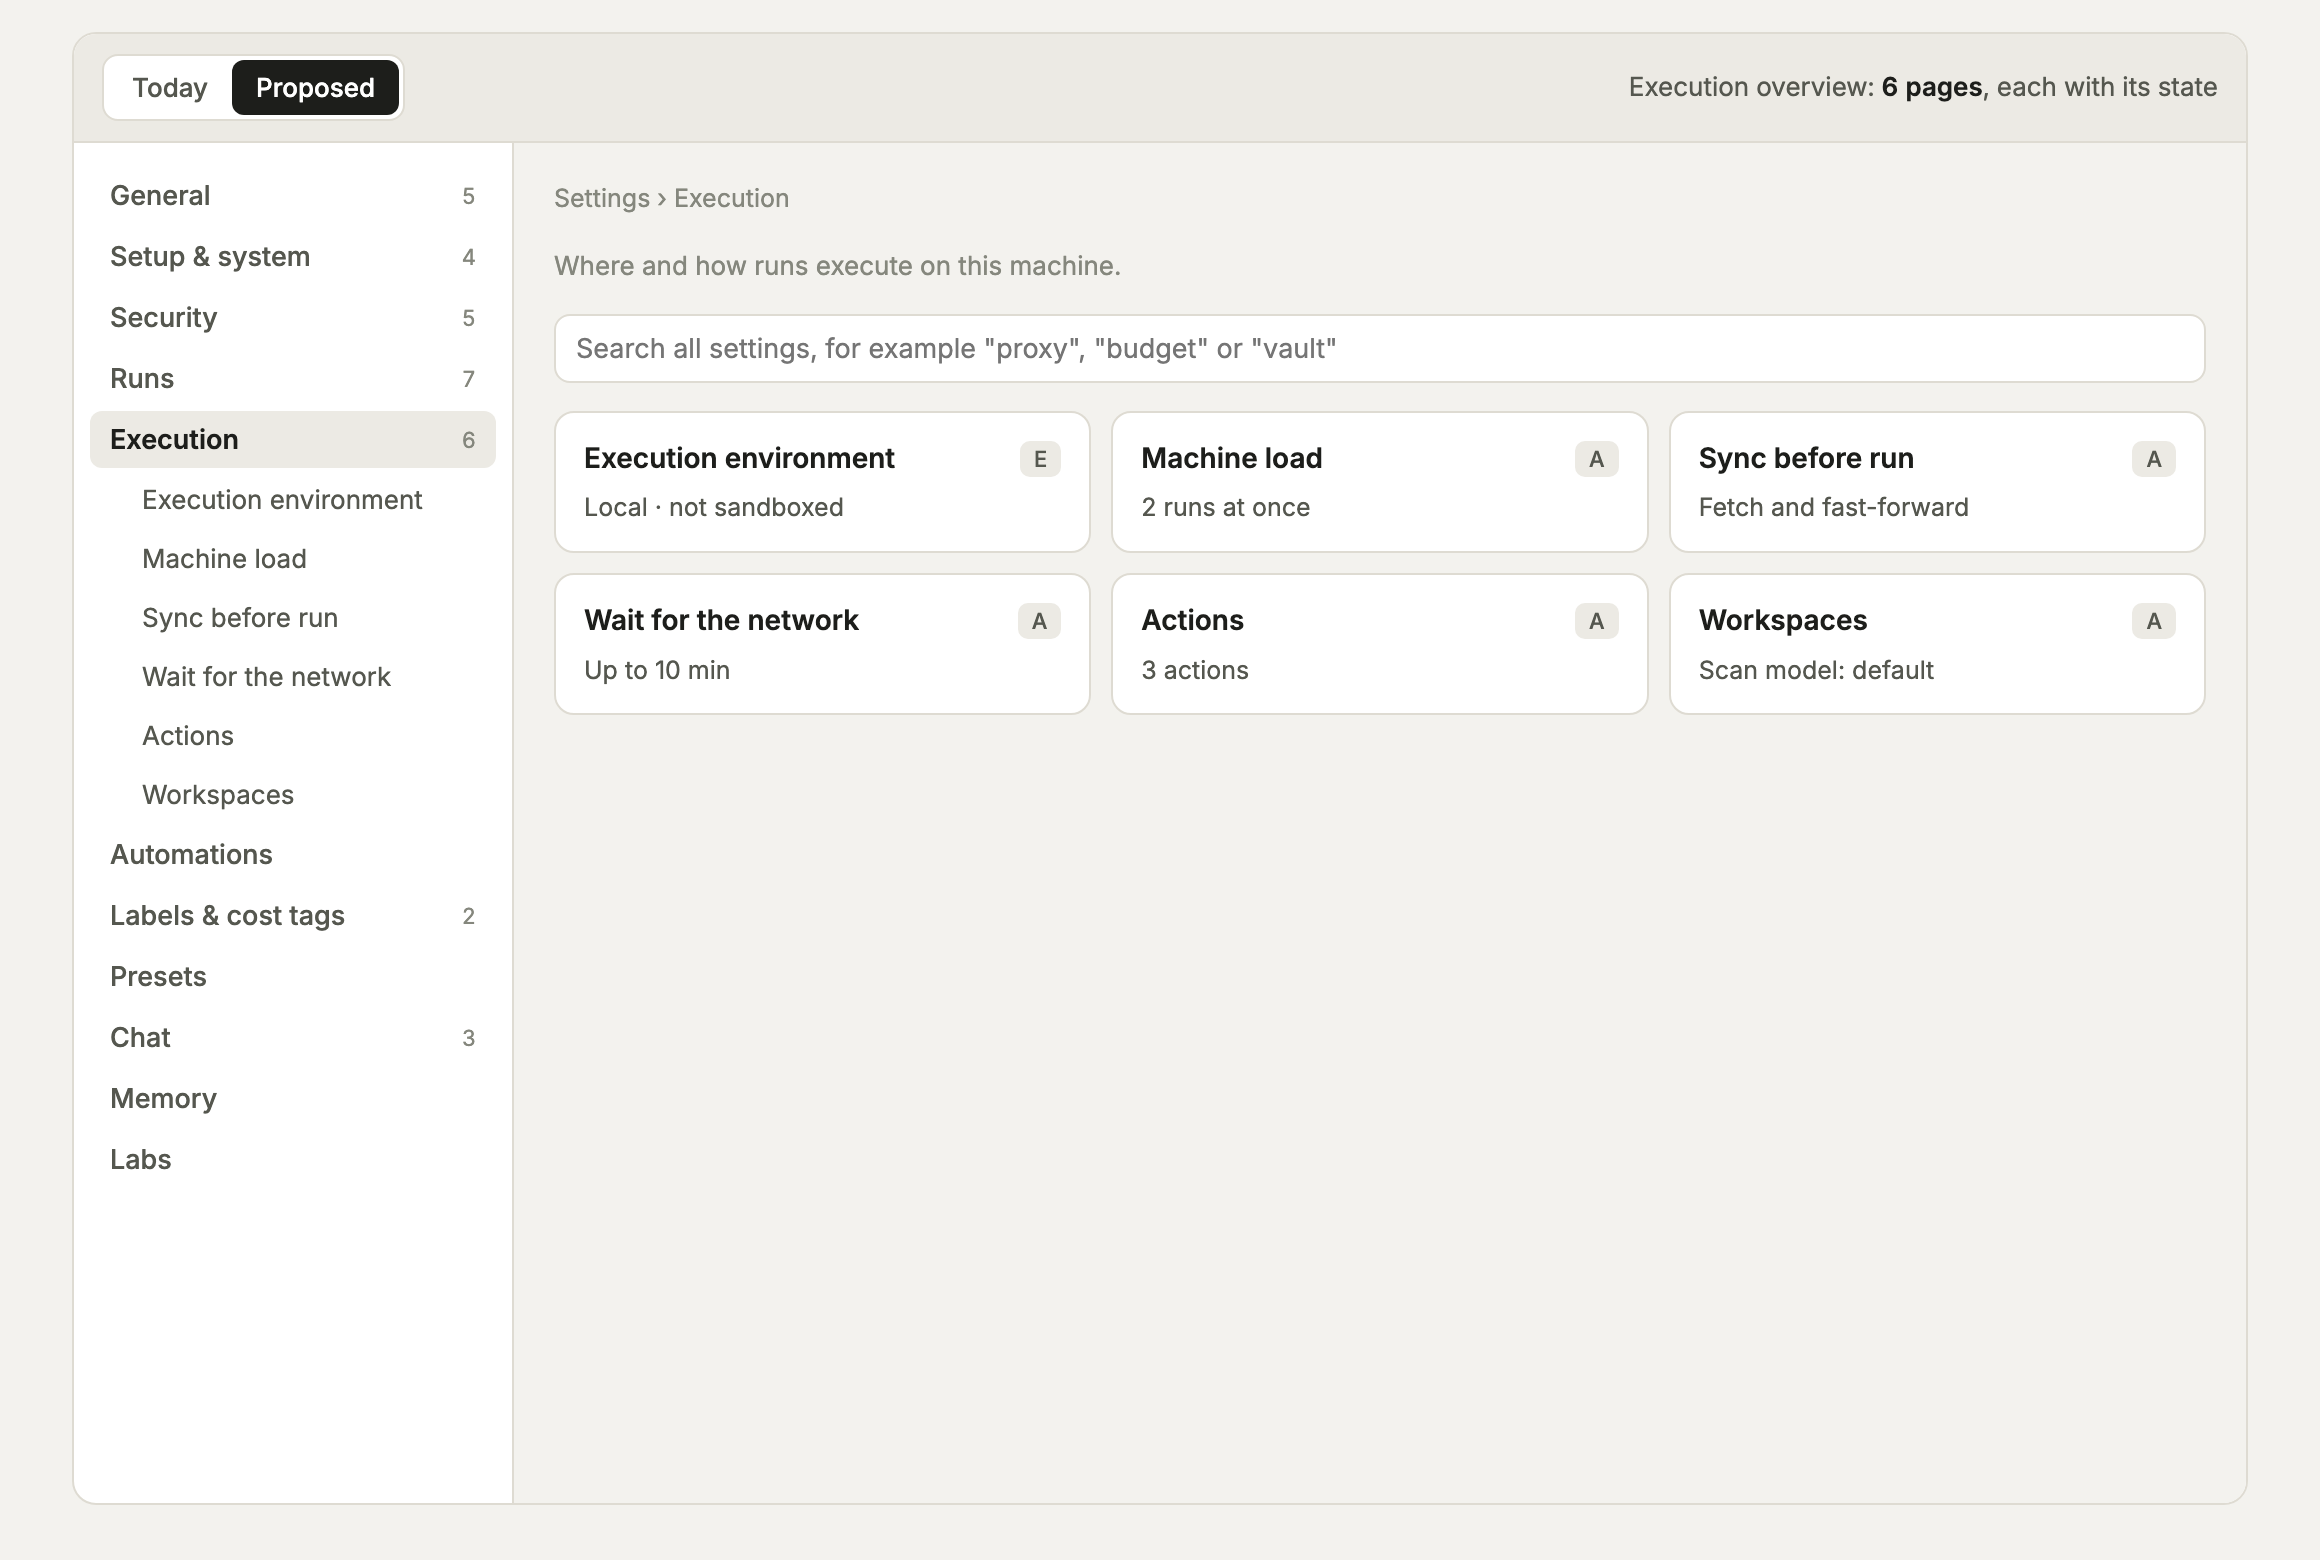 Today
Proposed
Execution overview: 6 pages, each with its state
General 5
Setup & system 4
Security 5
Runs 7
Execution 6
Execution environment
Machine load
Sync before run
Wait for the network
Actions
Workspaces
Automations
Labels & cost tags 2
Presets
Chat 3
Memory
Labs
Settings › Execution
Where and how runs execute on this machine.
Search all settings, for example "proxy", "budget" or "vault"
Execution environment E
Local · not sandboxed
Machine load A
2 runs at once
Sync before run A
Fetch and fast-forward
Wait for the network A
Up to 10 min
Actions A
3 actions
Workspaces A
Scan model: default